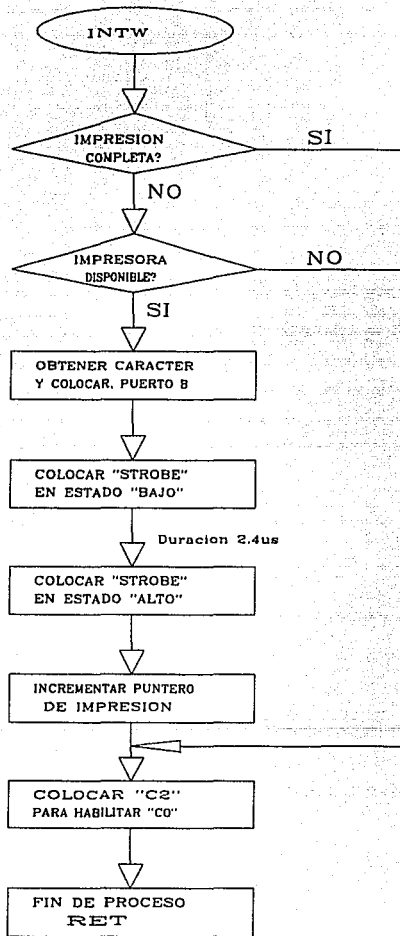 INTW
IMPRESION
COMPLETA?
SI
NO
IMPRESORA
DISPONIBLE?
NO
SI
OBTENER CARACTER
Y COLOCAR, PUERTO B
COLOCAR "STROBE"
EN ESTADO "BAJO"
Duracion 2.4us
COLOCAR "STROBE"
EN ESTADO "ALTO"
INCREMENTAR PUNTERO
DE IMPRESION
COLOCAR "C2"
PARA HABILITAR "C0"
FIN DE PROCESO
RET